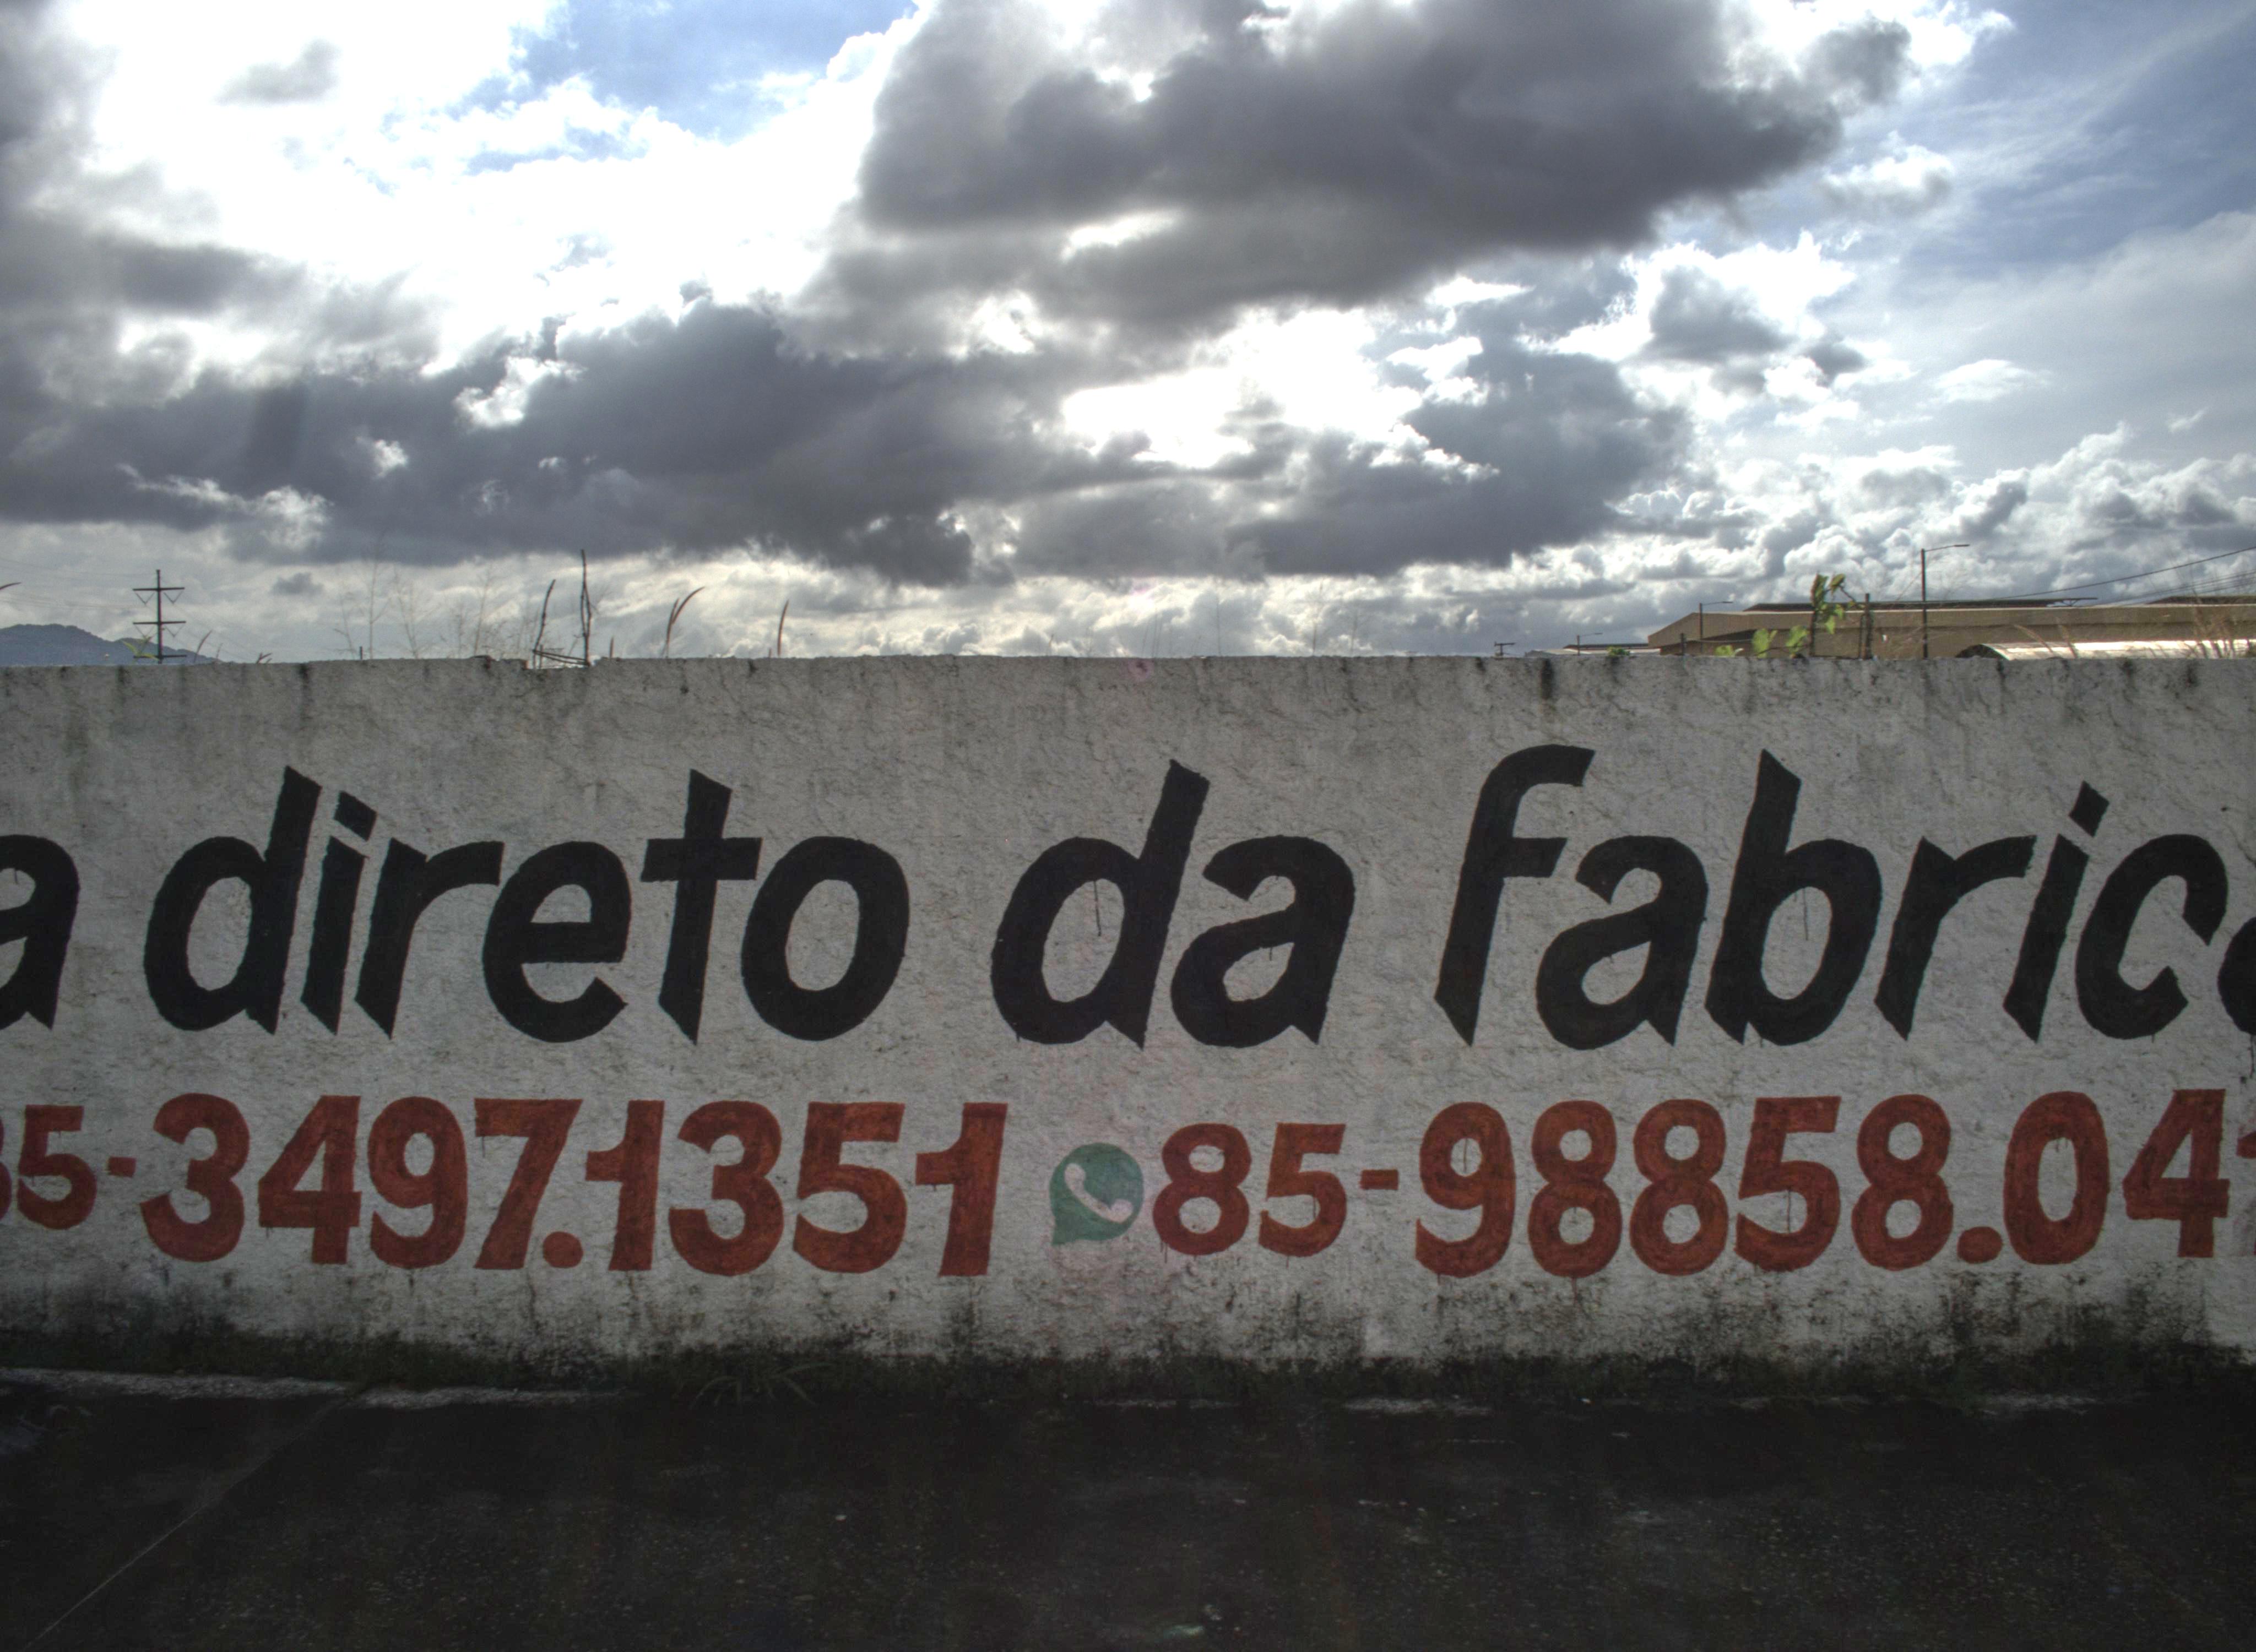 a direto da fabrica
85-3497.1351 85-98858.04